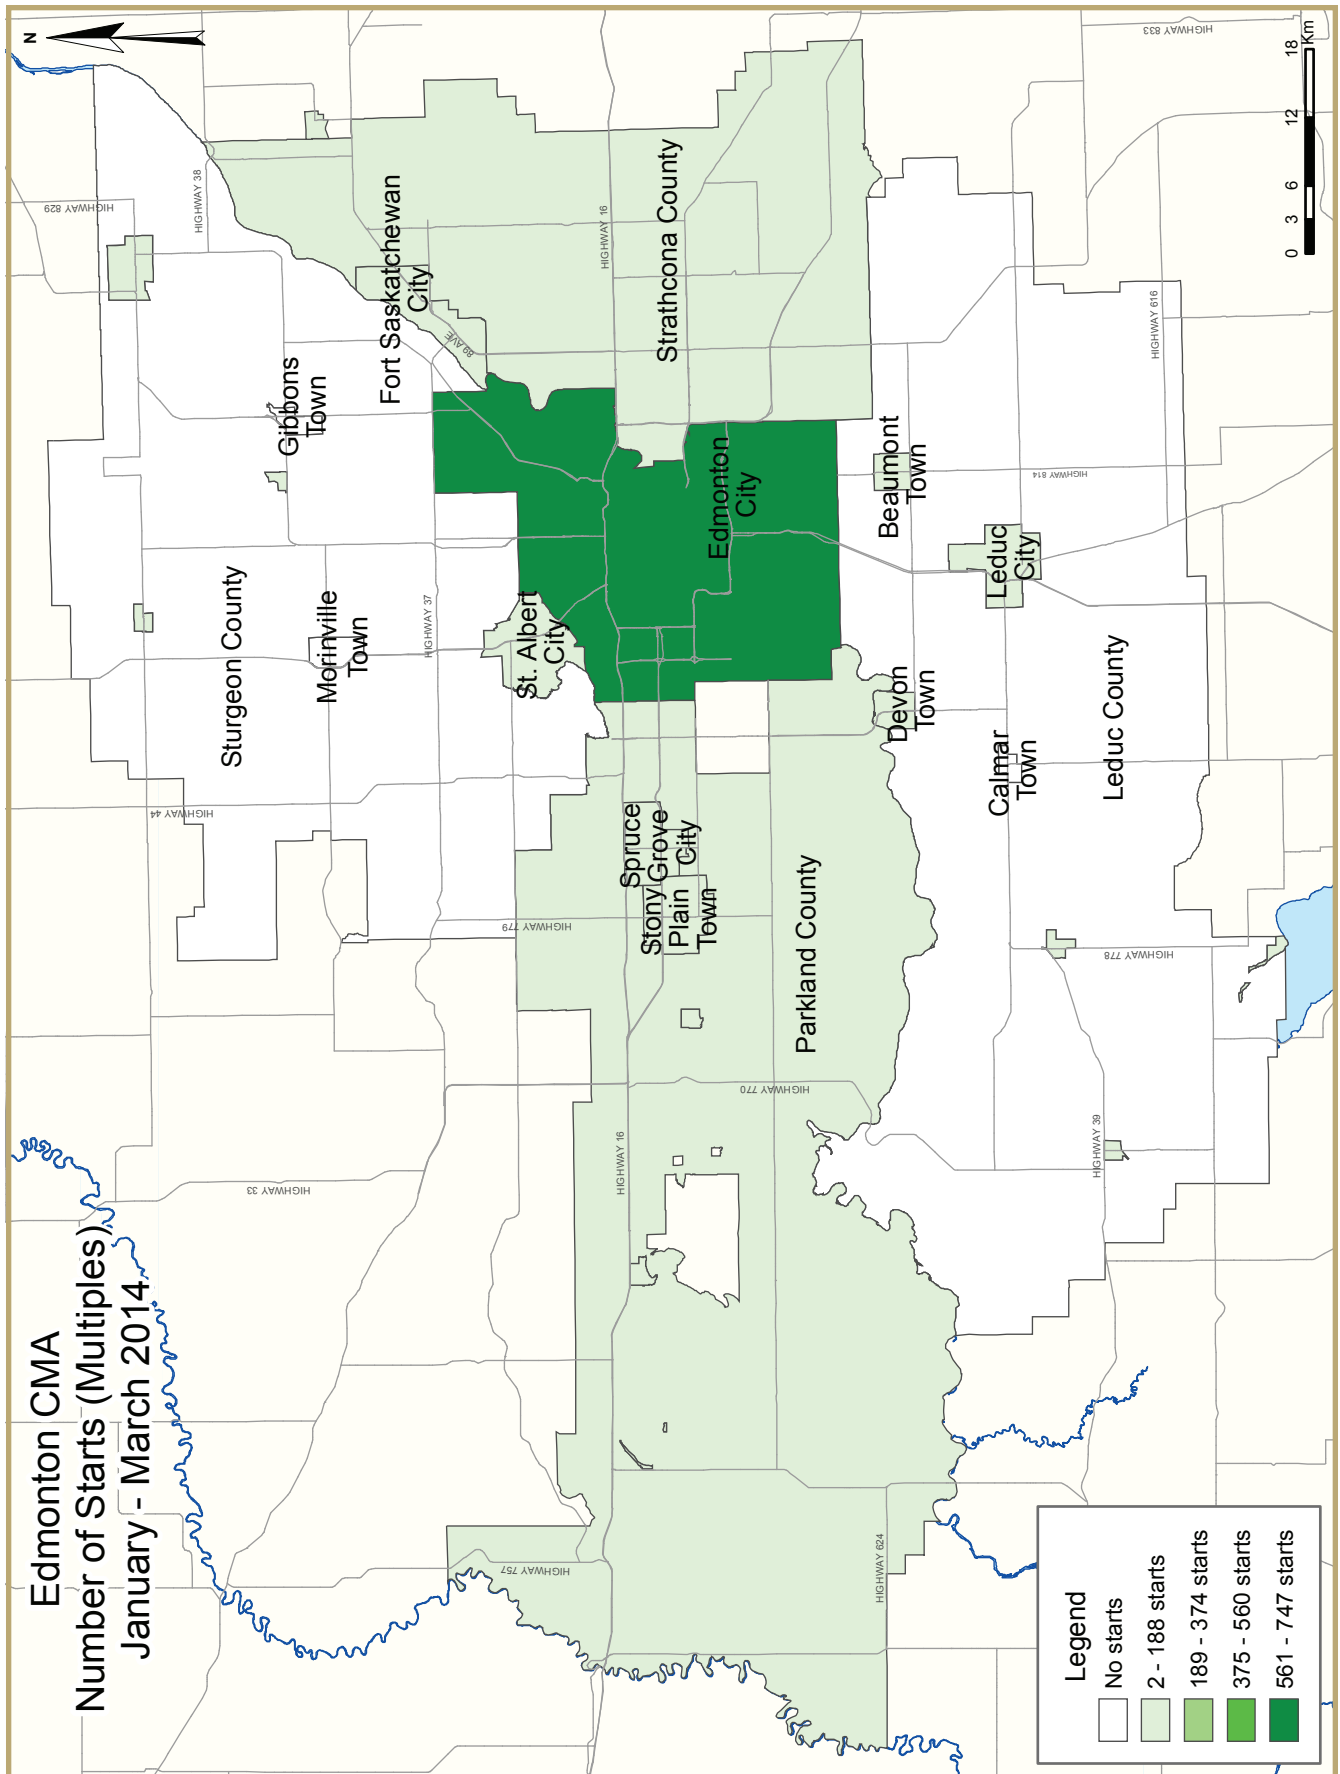 Edmonton CMA
Number of Starts (Multiples)
January - March 2014
N
HIGHWAY 829
HIGHWAY 38
HIGHWAY 833
HIGHWAY 33
HIGHWAY 44
Sturgeon County
Gibbons
Town
Morinville
Town
HIGHWAY 37
Fort Saskatchewan
City
89 AVE
St. Albert
City
HIGHWAY 779
HIGHWAY 757
HIGHWAY 16
HIGHWAY 16
Strathcona County
Spruce
Grove
City
Stony
Plain
Town
Edmonton
City
HIGHWAY 770
Parkland County
HIGHWAY 624
Devon
Town
Beaumont
Town
HIGHWAY 814
Leduc
City
Calmar
Town
HIGHWAY 778
HIGHWAY 39
Leduc County
HIGHWAY 616
Legend
No starts
2 - 188 starts
189 - 374 starts
375 - 560 starts
561 - 747 starts
0 3 6 12 18
Km